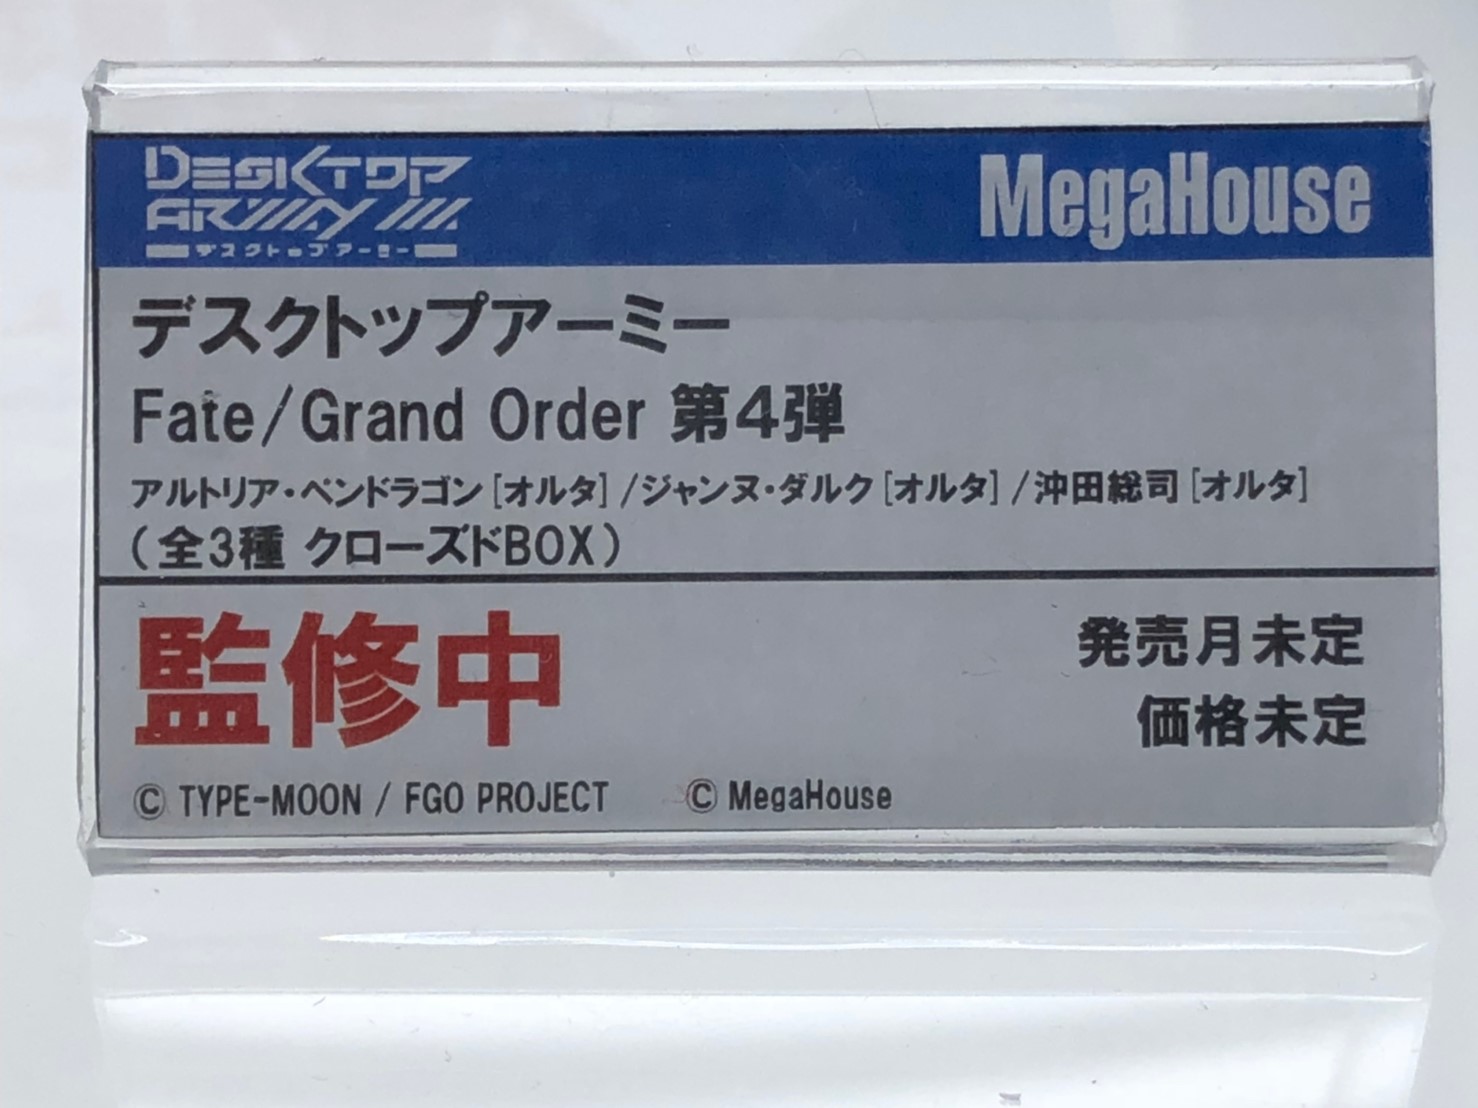 DESKTOP ARMY
MegaHouse
デスクトップアーミー
デスクトップアーミー
Fate/Grand Order 第4弾
アルトリア・ペンドラゴン[オルタ]/ジャンヌ・ダルク[オルタ]/沖田総司[オルタ]
(全3種 クローズドBOX)
監修中
発売月未定
価格未定
© TYPE-MOON / FGO PROJECT © MegaHouse